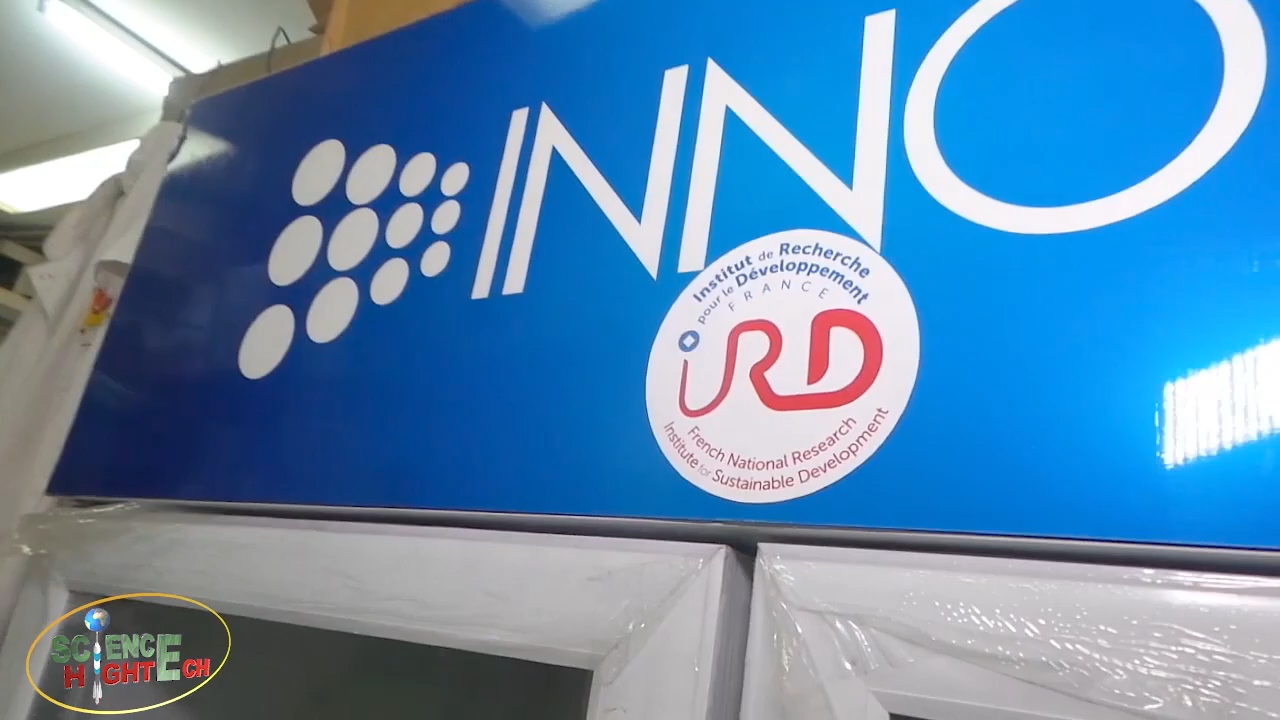 INNO
Institut de Recherche
pour le Développement
FRANCE
IRD
French National Research
Institute for Sustainable Development
SCIENCE
HIGHTECH